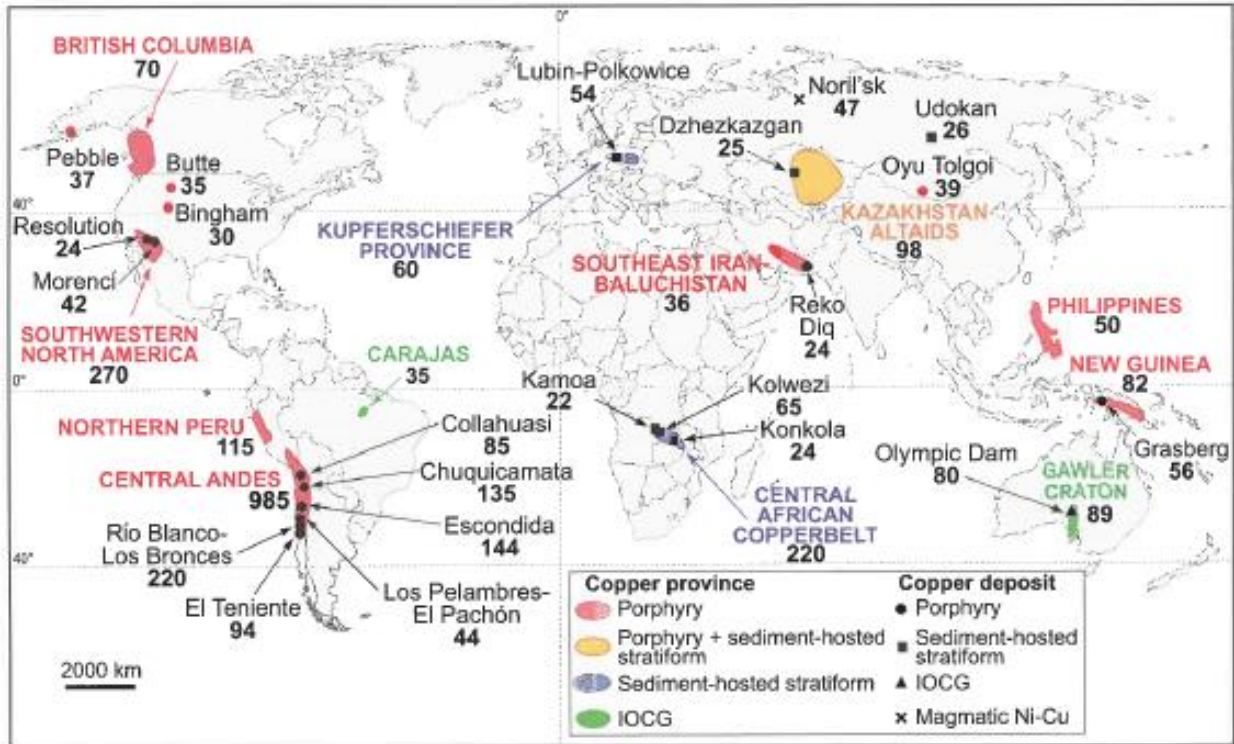 0°
BRITISH COLUMBIA
70
Lubin-Polkowice
54
Noril'sk
47
Udokan
26
Dzhezkazgan
25
Pebble
37
Butte
35
Oyu Tolgoi
39
40°
Bingham
30
Resolution
24
KUPFERSCHIEFER
PROVINCE
60
KAZAKHSTAN-
ALTAIDS
98
Morenci
42
SOUTHEAST IRAN-
BALUCHISTAN
36
Reko
Diq
24
PHILIPPINES
50
SOUTHWESTERN
NORTH AMERICA
270
CARAJAS
35
NEW GUINEA
82
0°
Kamoa
22
Kolwezi
65
NORTHERN PERU
115
Collahuasi
85
Konkola
24
Grasberg
56
Olympic Dam
80
GAWLER
CRATON
89
CENTRAL ANDES
985
Chuquicamata
135
CENTRAL
AFRICAN
COPPERBELT
220
Escondida
144
Río Blanco-
Los Bronces
220
40°
El Teniente
94
Los Pelambres-
El Pachón
44
2000 km
Copper province
Porphyry
Porphyry + sediment-hosted
stratiform
Sediment-hosted stratiform
IOCG
Copper deposit
Porphyry
Sediment-hosted
stratiform
IOCG
Magmatic Ni-Cu